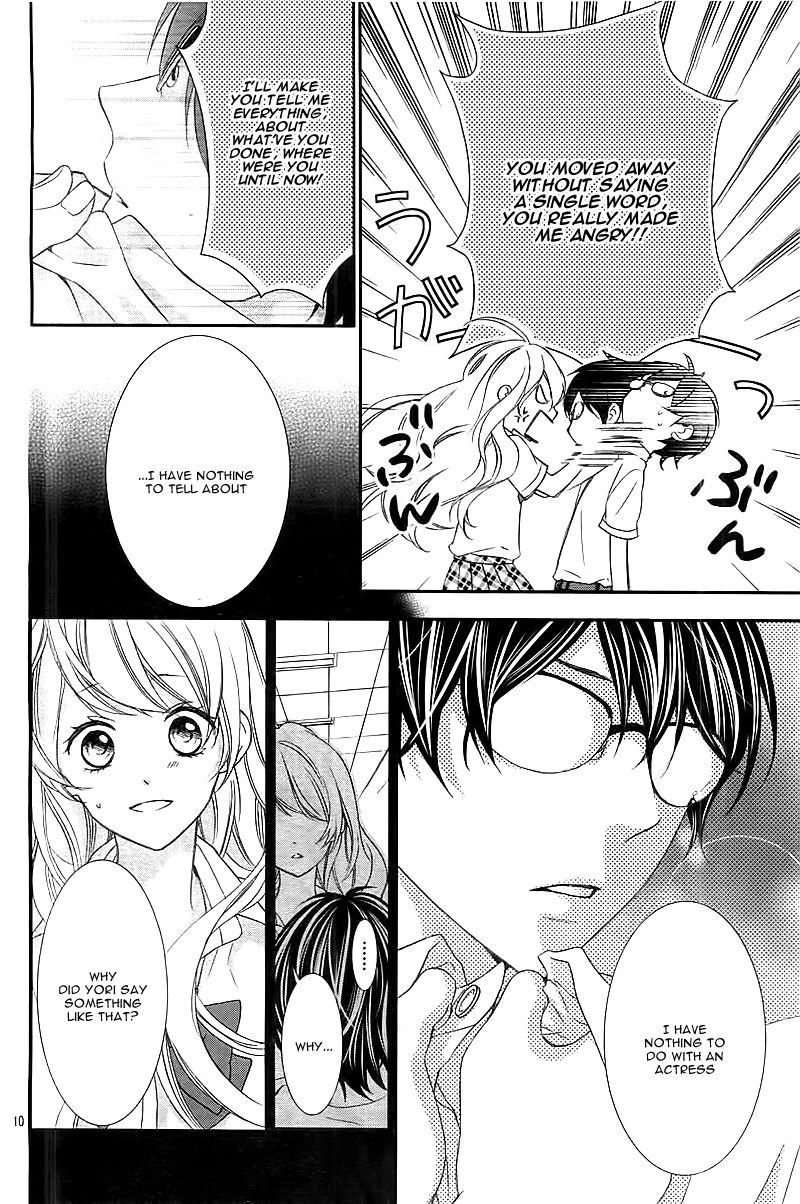 YOU MOVED AWAY
WITHOUT SAYING
A SINGLE WORD,
YOU REALLY MADE
ME ANGRY!!
うがーっ
ぶん
ぶん
I'LL MAKE
YOU TELL ME
EVERYTHING,
ABOUT
WHAT'VE YOU
DONE, WHERE
WERE YOU
UNTIL NOW!
...I HAVE NOTHING
TO TELL ABOUT
I HAVE
NOTHING TO
DO WITH AN
ACTRESS
........
WHY...
WHY
DID YORI SAY
SOMETHING
LIKE THAT?
10